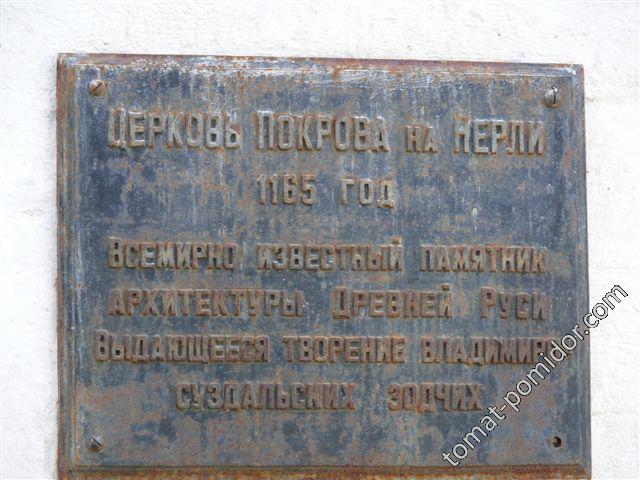 Церковь Покрова на Нерли
1165 год
Всемирно известный памятник
архитектуры Древней Руси
Выдающееся творение владимиро
суздальских зодчих
tomat-pomidor.com